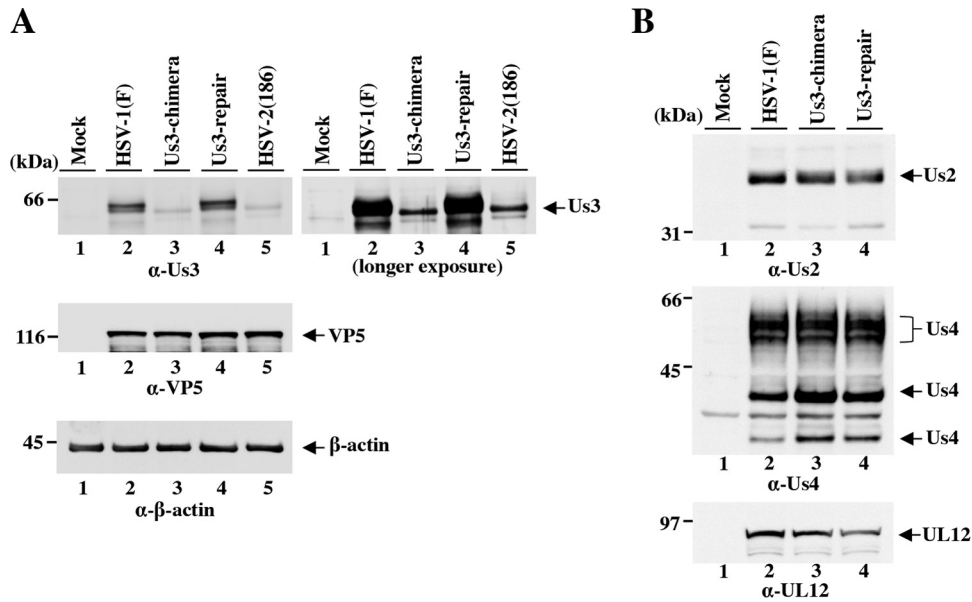 A
(kDa)
Mock
HSV-1(F)
Us3-chimera
Us3-repair
HSV-2(186)
Mock
HSV-1(F)
Us3-chimera
Us3-repair
HSV-2(186)
66
Us3
1 2 3 4 5
1 2 3 4 5
α-Us3
(longer exposure)
116
VP5
1 2 3 4 5
α-VP5
45
β-actin
1 2 3 4 5
α-β-actin
B
(kDa)
Mock
HSV-1(F)
Us3-chimera
Us3-repair
Us2
31
1 2 3 4
α-Us2
66
Us4
45
Us4
Us4
1 2 3 4
α-Us4
97
UL12
1 2 3 4
α-UL12